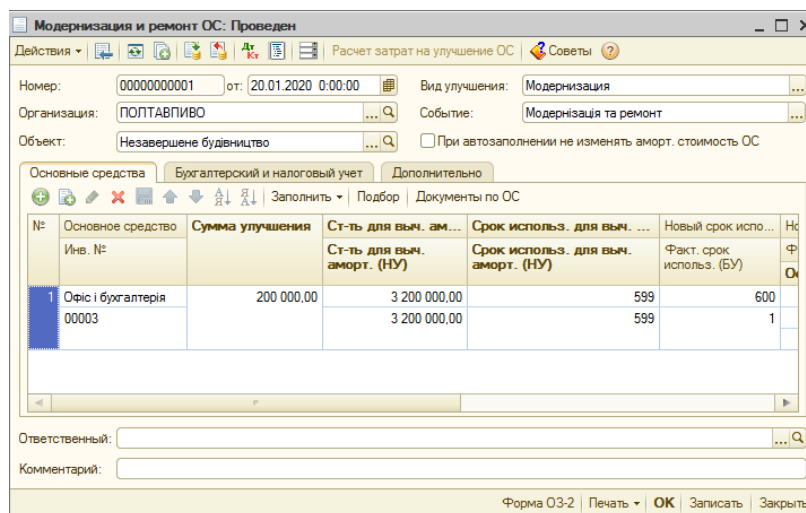 Модернизация и ремонт ОС: Проведен
Действия Дт Кт Расчет затрат на улучшение ОС Советы ?
Номер: 00000000001 от: 20.01.2020 0:00:00 Вид улучшения: Модернизация ...
Организация: ПОЛТАВПИВО ... Событие: Модернізація та ремонт ...
Объект: Незавершене будівництво ... При автозаполнении не изменять аморт. стоимость ОС
Основные средства Бухгалтерский и налоговый учет Дополнительно
Заполнить Подбор Документы по ОС
№ Основное средство Сумма улучшения Ст-ть для выч. ам... Срок использ. для выч. ... Новый срок испо... Но
Инв. № Ст-ть для выч. аморт. (НУ) Срок использ. для выч. аморт. (НУ) Факт. срок использ. (БУ) Ф
Ос
1 Офіс і бухгалтерія 200 000,00 3 200 000,00 599 600
00003 3 200 000,00 599 1
Ответственный: ...
Комментарий:
Форма ОЗ-2 Печать OK Записать Закрыть